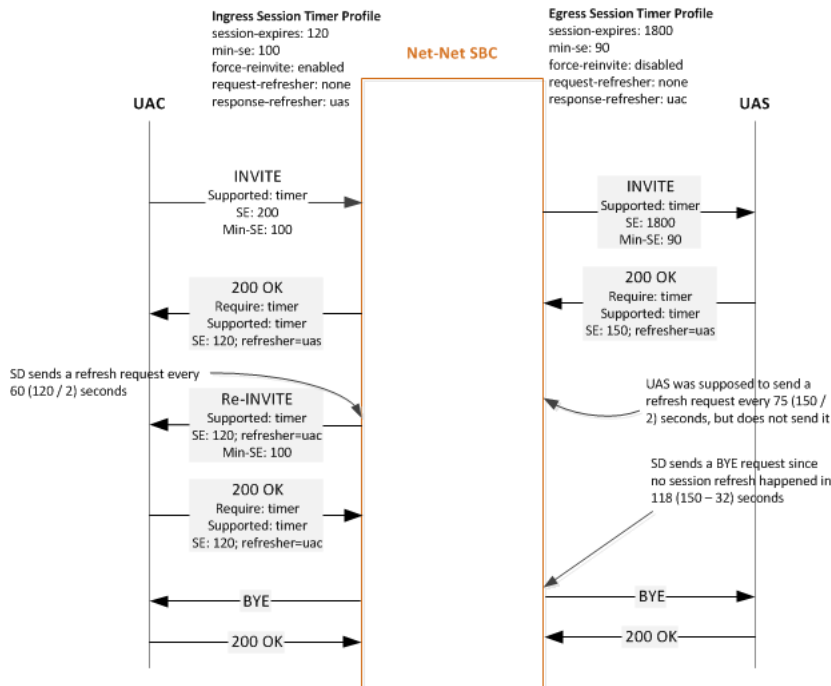 Ingress Session Timer Profile
session-expires: 120
min-se: 100
force-reinvite: enabled
request-refresher: none
response-refresher: uas
Net-Net SBC
Egress Session Timer Profile
session-expires: 1800
min-se: 90
force-reinvite: disabled
request-refresher: none
response-refresher: uac
UAC
UAS
INVITE
Supported: timer
SE: 200
Min-SE: 100
INVITE
Supported: timer
SE: 1800
Min-SE: 90
200 OK
Require: timer
Supported: timer
SE: 120; refresher=uas
200 OK
Require: timer
Supported: timer
SE: 150; refresher=uas
SD sends a refresh request every
60 (120 / 2) seconds
UAS was supposed to send a
refresh request every 75 (150 /
2) seconds, but does not send it
Re-INVITE
Supported: timer
SE: 120; refresher=uac
Min-SE: 100
SD sends a BYE request since
no session refresh happened in
118 (150 – 32) seconds
200 OK
Require: timer
Supported: timer
SE: 120; refresher=uac
BYE
BYE
200 OK
200 OK